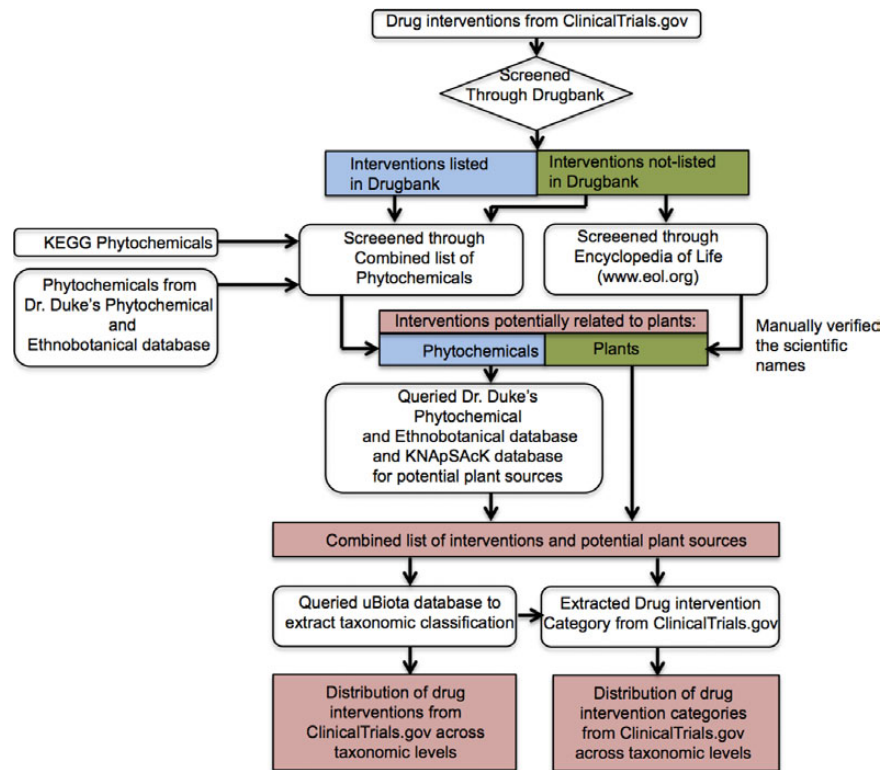 Drug interventions from ClinicalTrials.gov
Screened
Through Drugbank
Interventions listed
in Drugbank
Interventions not-listed
in Drugbank
KEGG Phytochemicals
Phytochemicals from
Dr. Duke's Phytochemical
and
Ethnobotanical database
Screeened through
Combined list of
Phytochemicals
Screeened through
Encyclopedia of Life
(www.eol.org)
Interventions potentially related to plants:
Phytochemicals
Plants
Manually verified
the scientific
names
Queried Dr. Duke's
Phytochemical
and Ethnobotanical database
and KNApSAcK database
for potential plant sources
Combined list of interventions and potential plant sources
Queried uBiota database to
extract taxonomic classification
Extracted Drug intervention
Category from ClinicalTrials.gov
Distribution of drug
interventions from
ClinicalTrials.gov across
taxonomic levels
Distribution of drug
intervention categories
from ClinicalTrials.gov
across taxonomic levels